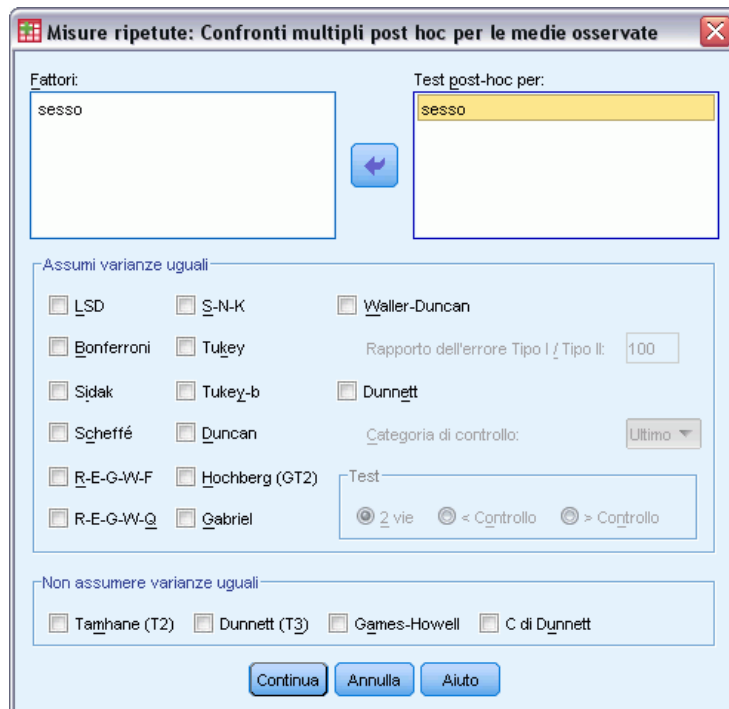 Misure ripetute: Confronti multipli post hoc per le medie osservate
Fattori:
Test post-hoc per:
sesso
sesso
Assumi varianze uguali
LSD
S-N-K
Waller-Duncan
Bonferroni
Tukey
Rapporto dell'errore Tipo I / Tipo II:
100
Sidak
Tukey-b
Dunnett
Scheffé
Duncan
Categoria di controllo:
Ultimo
R-E-G-W-F
Hochberg (GT2)
Test
R-E-G-W-Q
Gabriel
2 vie
< Controllo
> Controllo
Non assumere varianze uguali
Tamhane (T2)
Dunnett (T3)
Games-Howell
C di Dunnett
Continua
Annulla
Aiuto